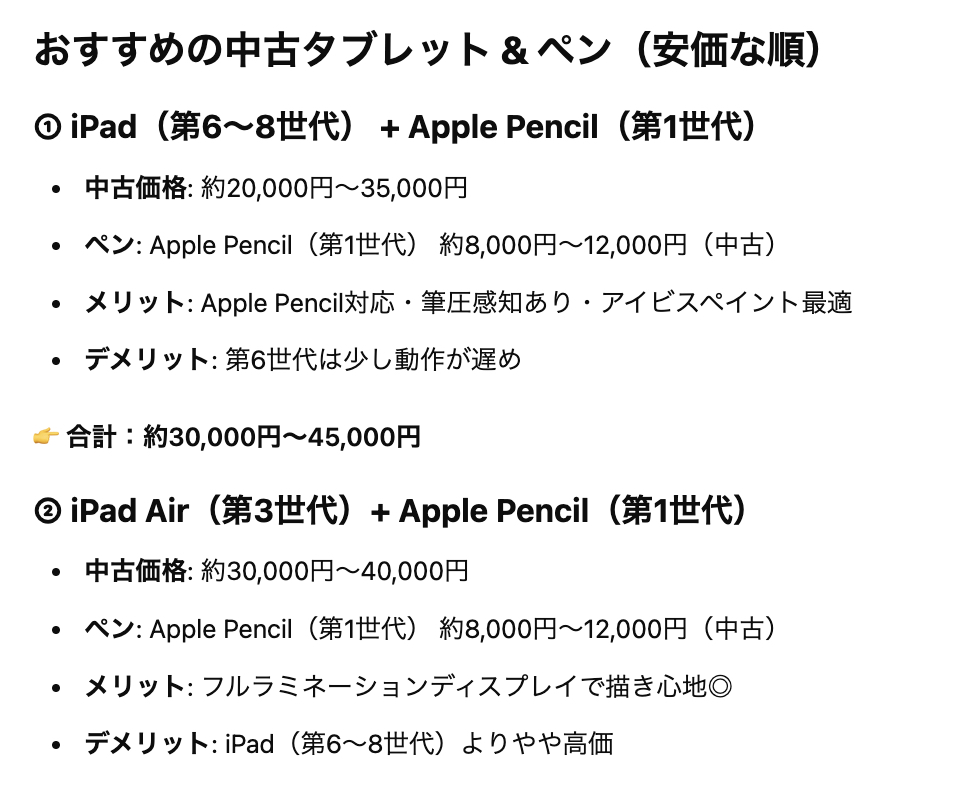 おすすめの中古タブレット & ペン（安価な順）
① iPad（第6〜8世代） + Apple Pencil（第1世代）
• 中古価格: 約20,000円〜35,000円
• ペン: Apple Pencil（第1世代） 約8,000円〜12,000円（中古）
• メリット: Apple Pencil対応・筆圧感知あり・アイビスペイント最適
• デメリット: 第6世代は少し動作が遅め
👉 合計：約30,000円〜45,000円
② iPad Air（第3世代）+ Apple Pencil（第1世代）
• 中古価格: 約30,000円〜40,000円
• ペン: Apple Pencil（第1世代） 約8,000円〜12,000円（中古）
• メリット: フルラミネーションディスプレイで描き心地◎
• デメリット: iPad（第6〜8世代）よりやや高価